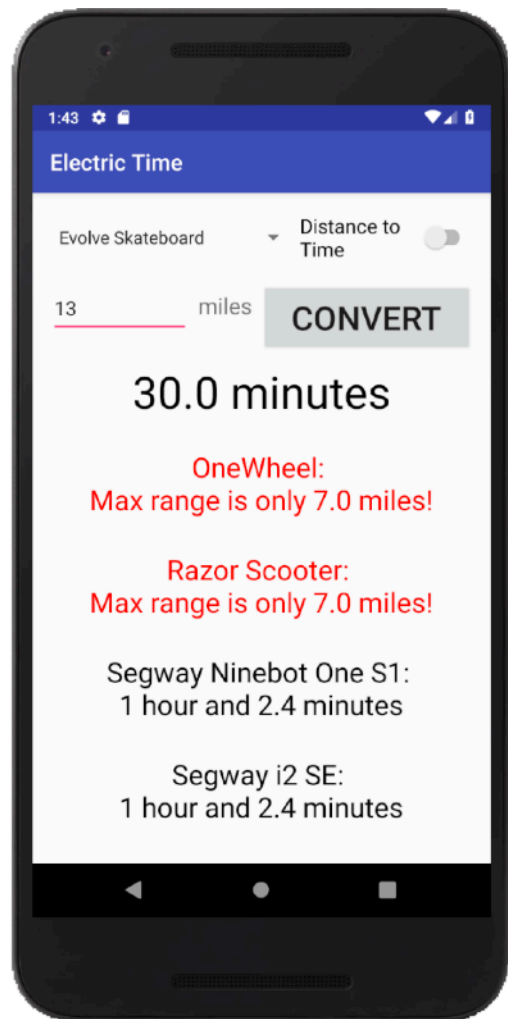 1:43
Electric Time
Evolve Skateboard
Distance to
Time
13 miles
CONVERT
30.0 minutes
OneWheel:
Max range is only 7.0 miles!
Razor Scooter:
Max range is only 7.0 miles!
Segway Ninebot One S1:
1 hour and 2.4 minutes
Segway i2 SE:
1 hour and 2.4 minutes